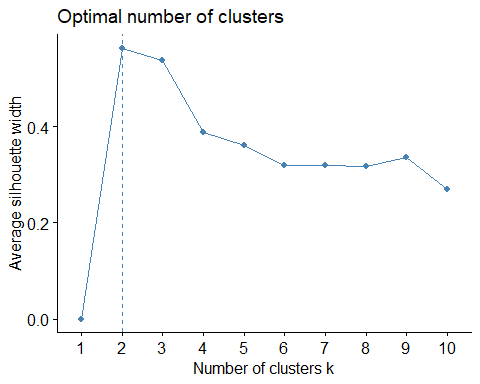 Optimal number of clusters
Average silhouette width
0.4
0.2
0.0
1 2 3 4 5 6 7 8 9 10
Number of clusters k